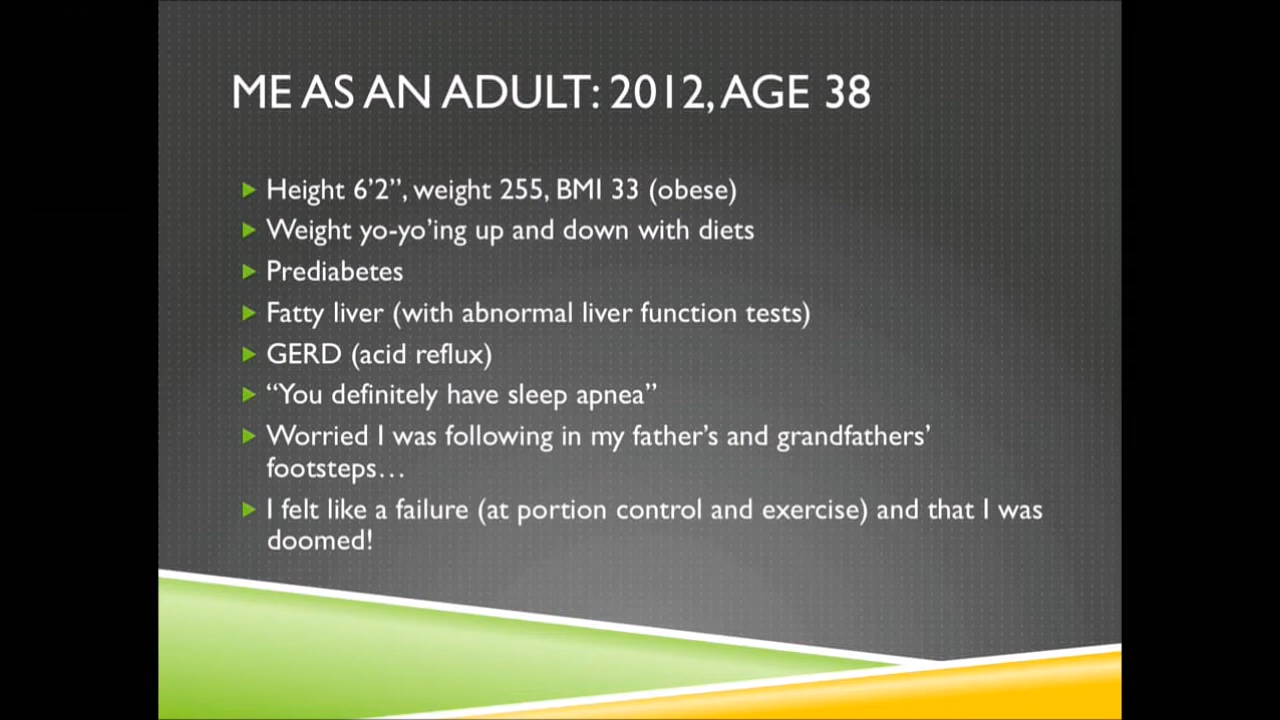 ME AS AN ADULT: 2012, AGE 38
Height 6’2”, weight 255, BMI 33 (obese)
Weight yo-yo’ing up and down with diets
Prediabetes
Fatty liver (with abnormal liver function tests)
GERD (acid reflux)
“You definitely have sleep apnea”
Worried I was following in my father’s and grandfathers’
footsteps…
I felt like a failure (at portion control and exercise) and that I was
doomed!